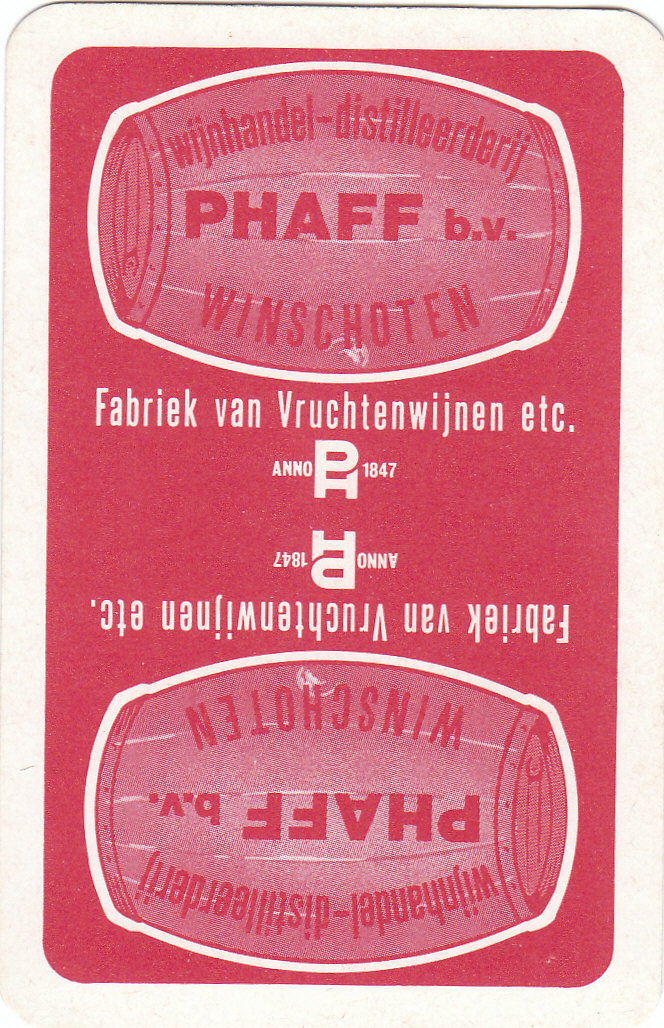 wijnhandel-distilleerderij
PHAFF b.v.
WINSCHOTEN
Fabriek van Vruchtenwijnen etc.
ANNO PH 1847
ANNO PH 1847
Fabriek van Vruchtenwijnen etc.
WINSCHOTEN
PHAFF b.v.
wijnhandel-distilleerderij